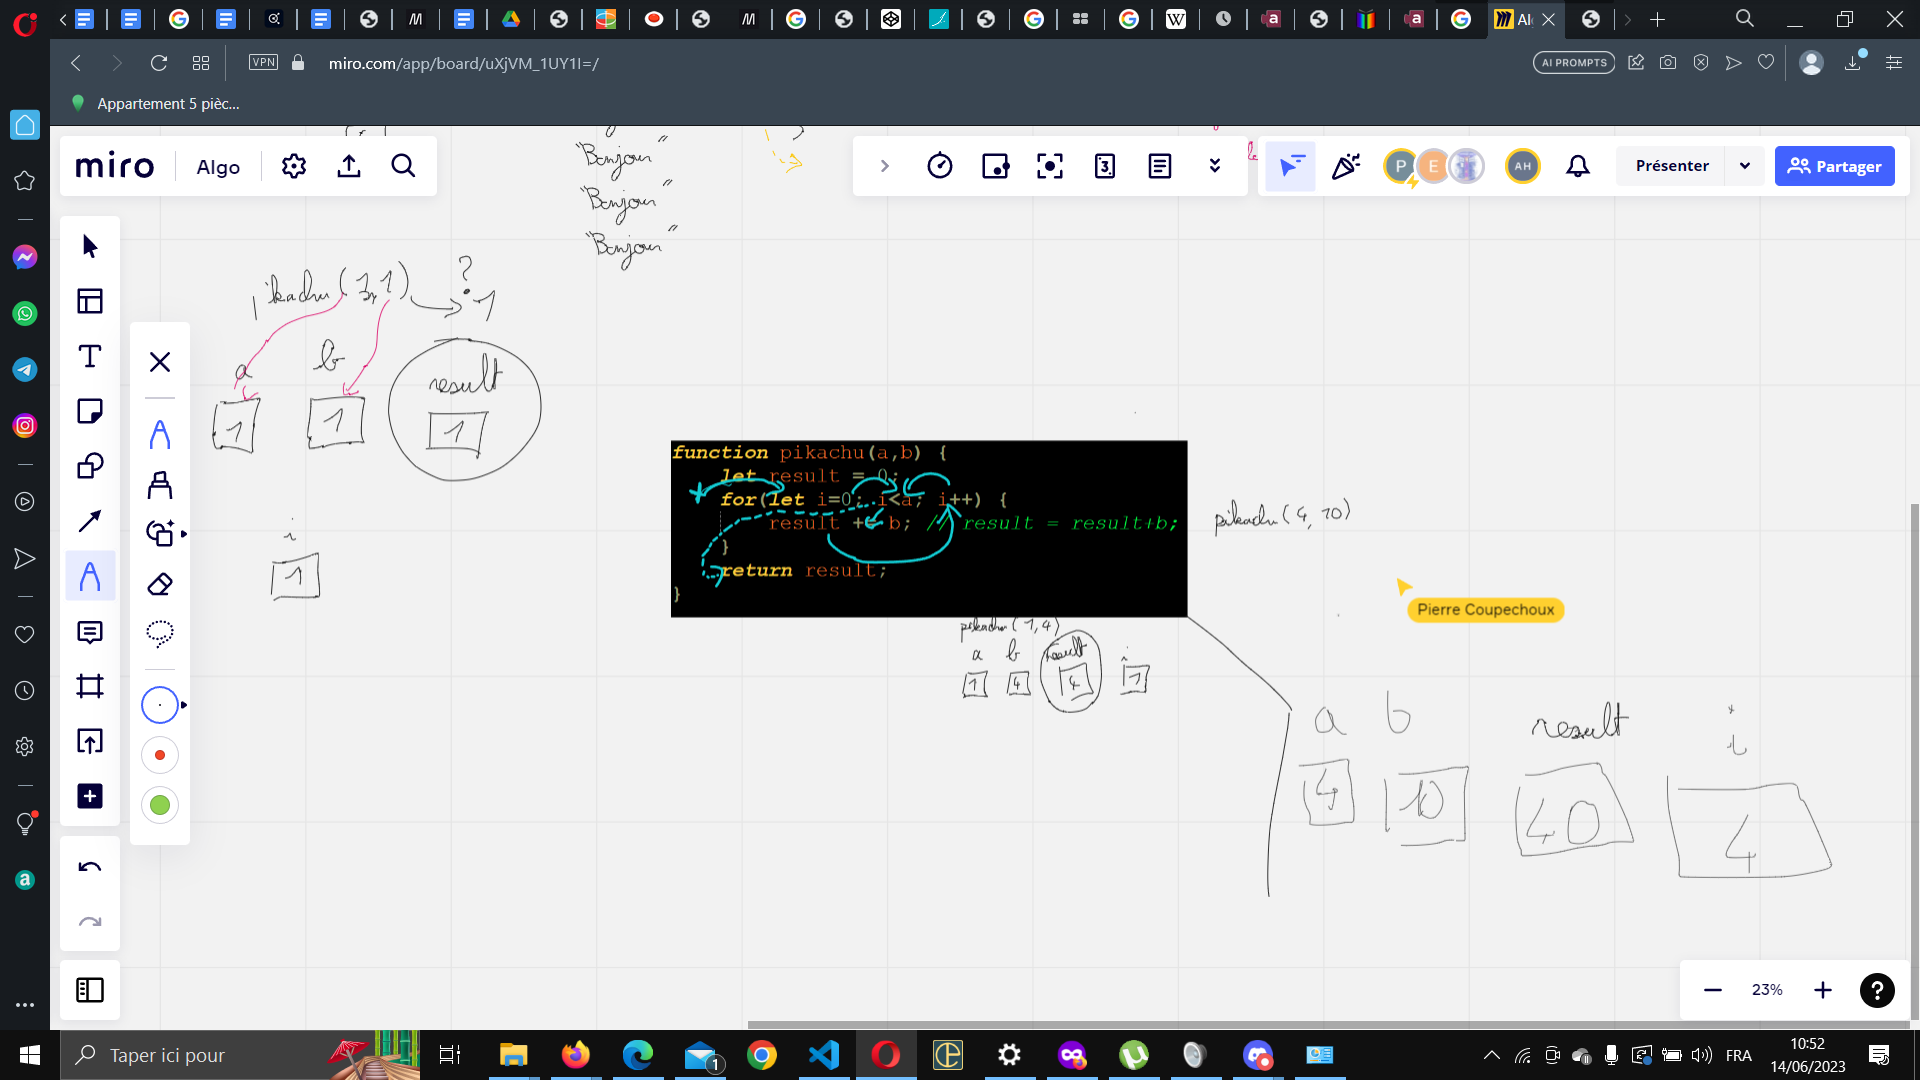 miro.com/app/board/uXjVM_1UY1I=/
VPN
AI PROMPTS
Appartement 5 pièc...
miro
Algo
P
E
AH
Présenter
Partager
"Bonjour"
"Bonjour"
"Bonjour"
?
1
a
b
result
1
1
1
i
1
function pikachu(a,b) {
let result = 0;
for(let i=0; i<a; i++) {
result += b; // result = result+b;
}
return result;
}
pikachu(4, 10)
Pierre Coupechoux
pikachu(1,4)
a b result i
1 4 4 1
a b result i
4 10 40 4
23%
Taper ici pour
1
FRA
10:52
14/06/2023